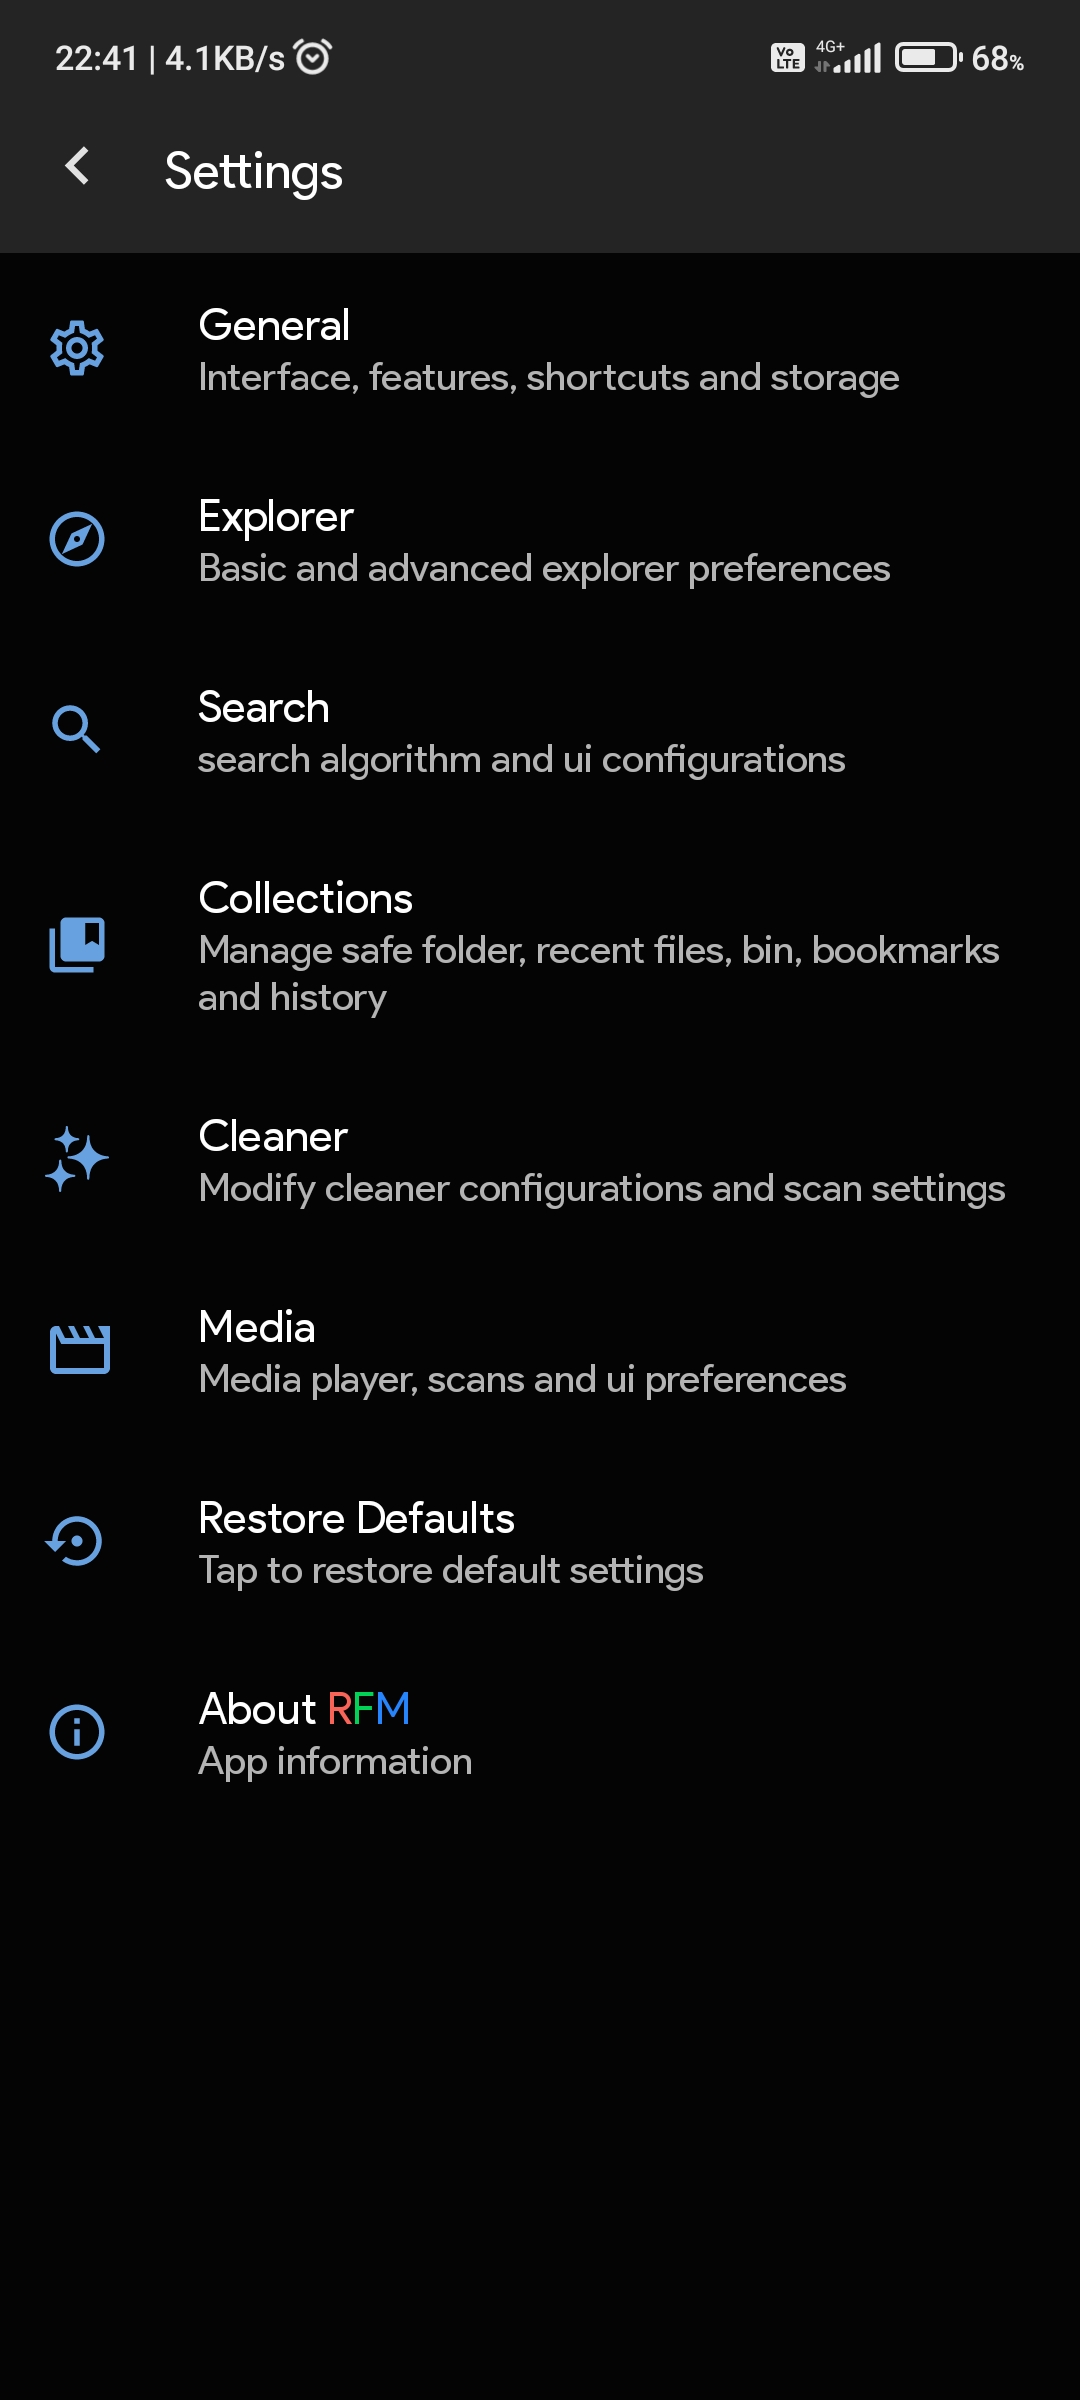 22:41 | 4.1KB/s Vo LTE 4G+ 68%
Settings
General
Interface, features, shortcuts and storage
Explorer
Basic and advanced explorer preferences
Search
search algorithm and ui configurations
Collections
Manage safe folder, recent files, bin, bookmarks
and history
Cleaner
Modify cleaner configurations and scan settings
Media
Media player, scans and ui preferences
Restore Defaults
Tap to restore default settings
About RFM
App information